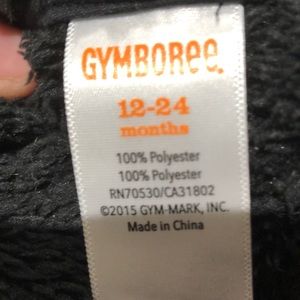 GYMBOREE
12-24
months
100% Polyester
100% Polyester
RN70530/CA31802
©2015 GYM-MARK, INC.
Made in China